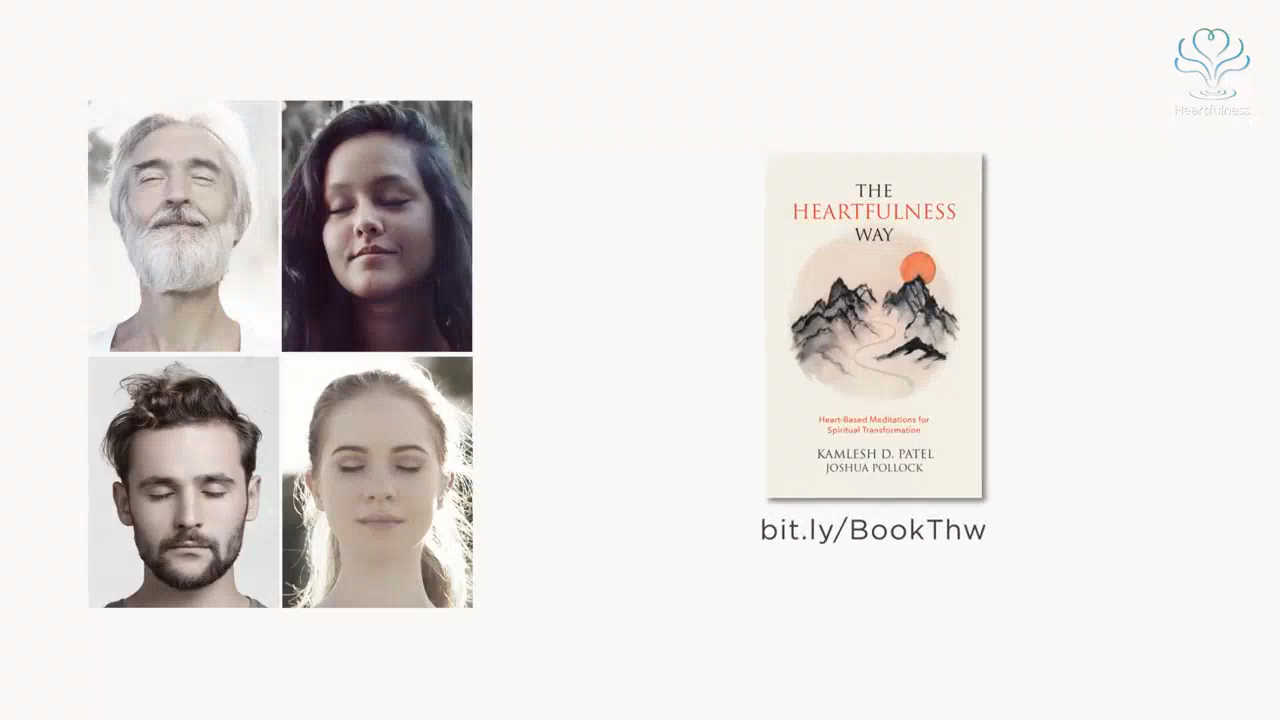 Heartfulness
THE
HEARTFULNESS
WAY
Heart-Based Meditations for
Spiritual Transformation
KAMLESH D. PATEL
JOSHUA POLLOCK
bit.ly/BookThw